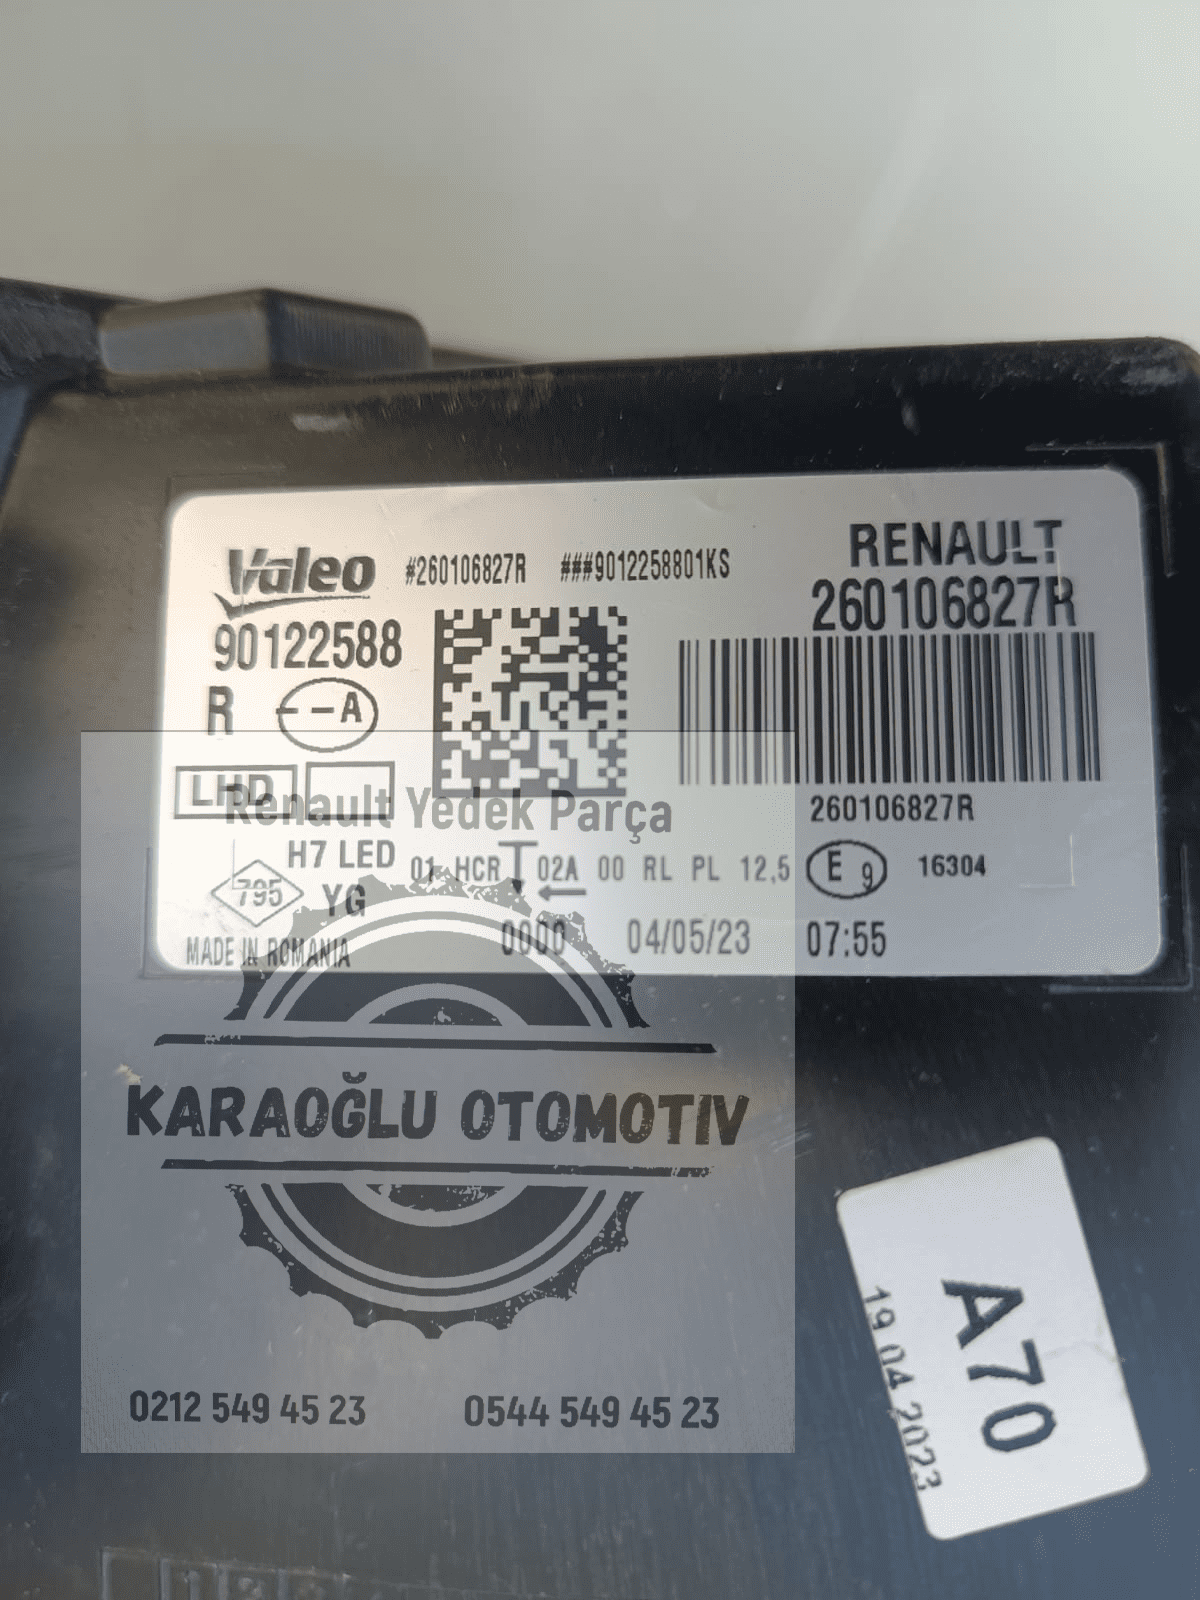 Valeo #260106827R ###9012258801KS RENAULT
90122588 260106827R
R A
LHD
Renault Yedek Parça
260106827R
H7 LED 01 HCR 02A 00 RL PL 12,5 E 9 16304
795 YG
MADE IN ROMANIA 0000 04/05/23 07:55
KARAOĞLU OTOMOTIV
A70
19 04 2023
0212 549 45 23 0544 549 45 23